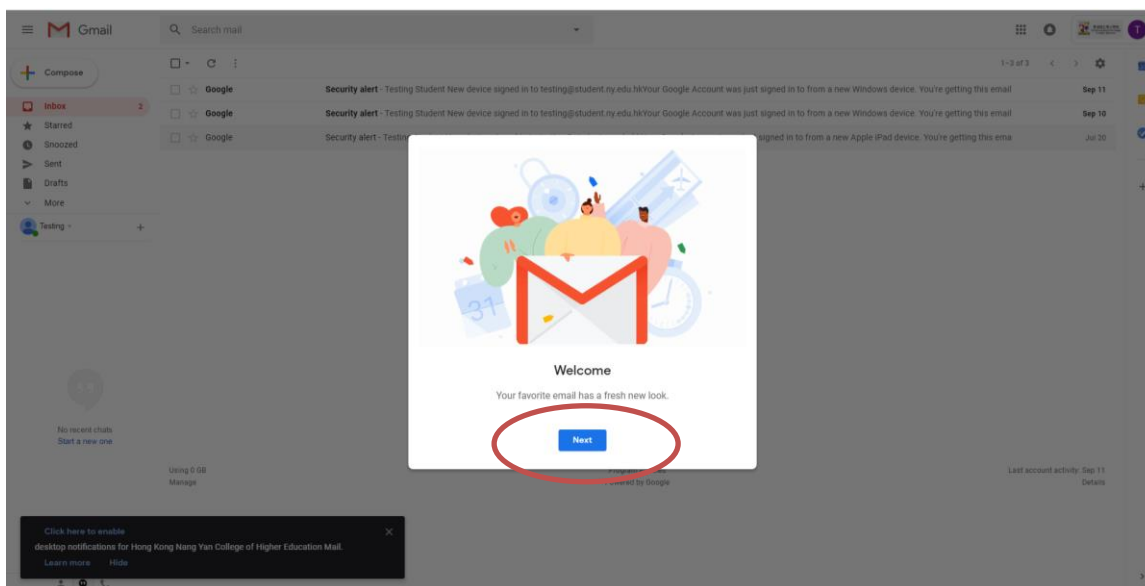 Gmail
Search mail
Compose
1–3 of 3
Inbox 2
Google Security alert - Testing Student New device signed in to testing@student.ny.edu.hkYour Google Account was just signed in to from a new Windows device. You're getting this email Sep 11
Starred
Google Security alert - Testing Student New device signed in to testing@student.ny.edu.hkYour Google Account was just signed in to from a new Windows device. You're getting this email Sep 10
Snoozed
Google Security alert - signed in to from a new Apple iPad device. You're getting this ema Jul 20
Sent
Drafts
More
Testing
31
Welcome
Your favorite email has a fresh new look.
Next
No recent chats
Start a new one
Using 0 GB
Manage
Powered by Google
Last account activity: Sep 11
Details
Click here to enable
desktop notifications for Hong Kong Nang Yan College of Higher Education Mail.
Learn more Hide
T